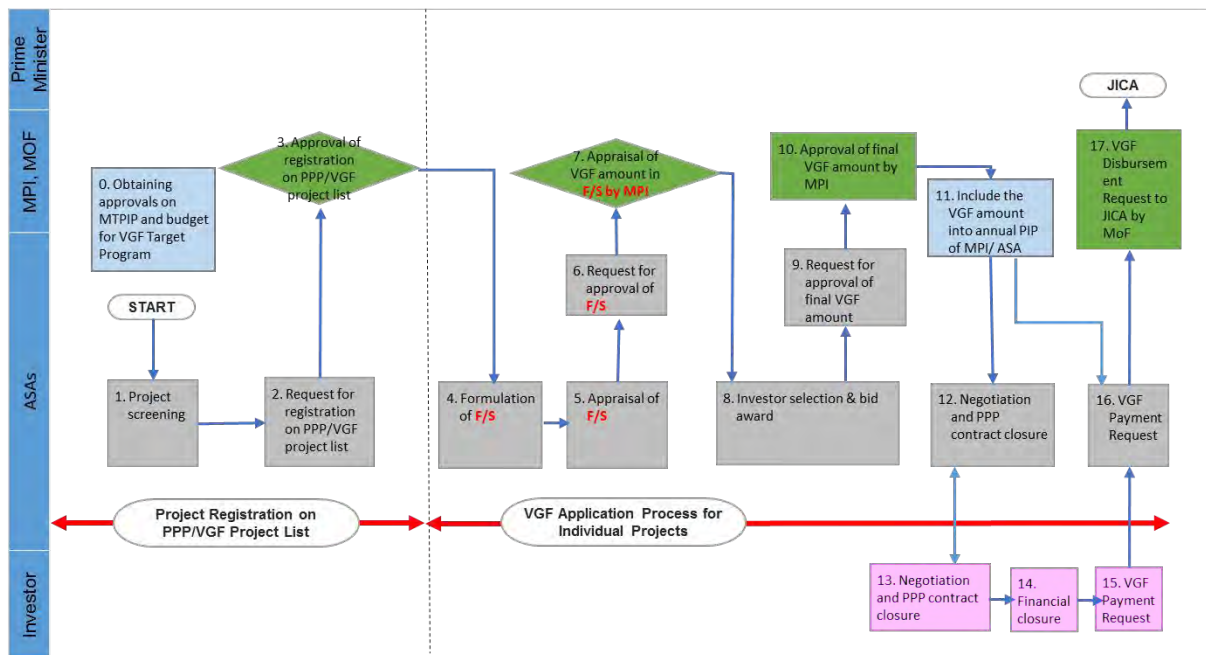 Prime
Minister
MPI, MOF
ASAs
Investor
0. Obtaining
approvals on
MTPIP and budget
for VGF Target
Program
START
1. Project
screening
2. Request for
registration
on PPP/VGF
project list
3. Approval of
registration
on PPP/VGF
project list
4. Formulation
of F/S
5. Appraisal of
F/S
6. Request for
approval of
F/S
7. Appraisal of
VGF amount in
F/S by MPI
8. Investor selection & bid
award
9. Request for
approval of
final VGF
amount
10. Approval of final
VGF amount by
MPI
11. Include the
VGF amount
into annual PIP
of MPI/ ASA
12. Negotiation
and PPP
contract closure
13. Negotiation
and PPP contract
closure
14.
Financial
closure
15. VGF
Payment
Request
16. VGF
Payment
Request
17. VGF
Disbursem
ent
Request to
JICA by
MoF
JICA
Project Registration on
PPP/VGF Project List
VGF Application Process for
Individual Projects